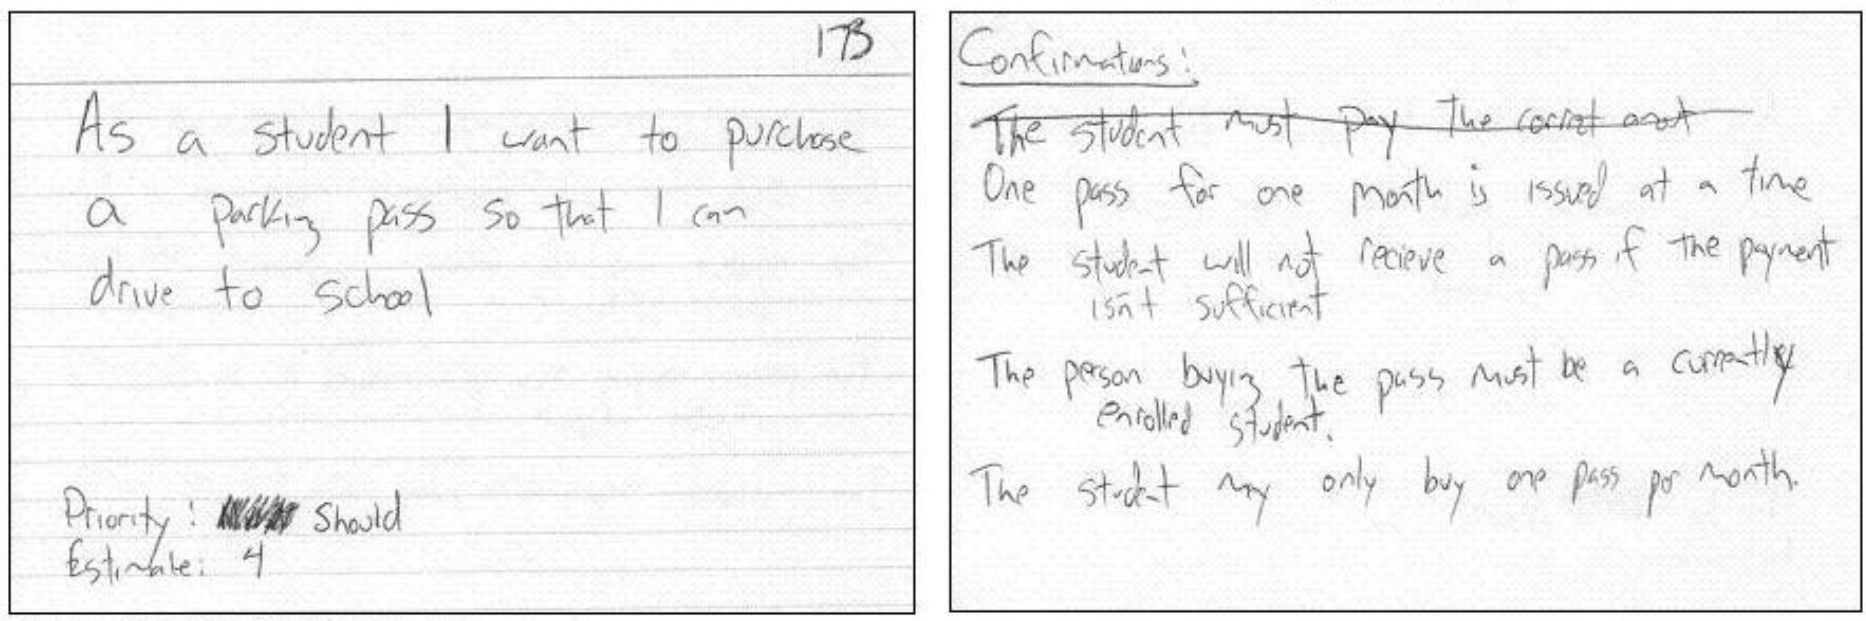 173
As a student I want to purchase
a parking pass so that I can
drive to school
Priority: Should
Estimate: 4
Confirmations:
The student must pay the corret amot
One pass for one month is issued at a time
The student will not recieve a pass if the payment
isn't sufficient
The person buying the pass must be a currently
enrolled student.
The student may only buy one pass per month.